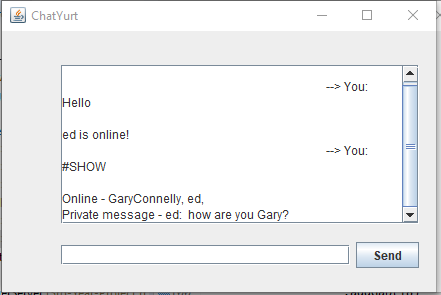 ChatYurt
--> You:
Hello
ed is online!
--> You:
#SHOW
Online - GaryConnelly, ed,
Private message - ed:  how are you Gary?
Send